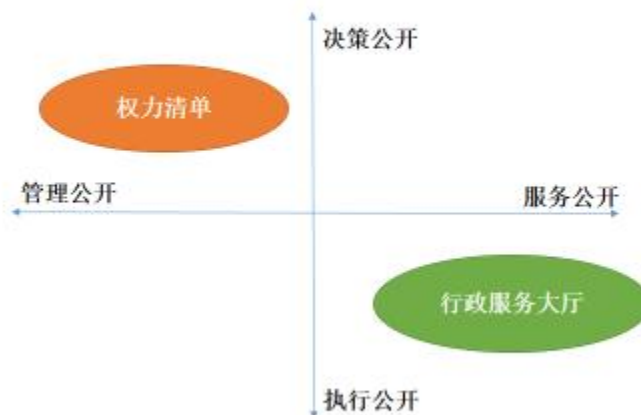 决策公开
权力清单
管理公开
服务公开
行政服务大厅
执行公开